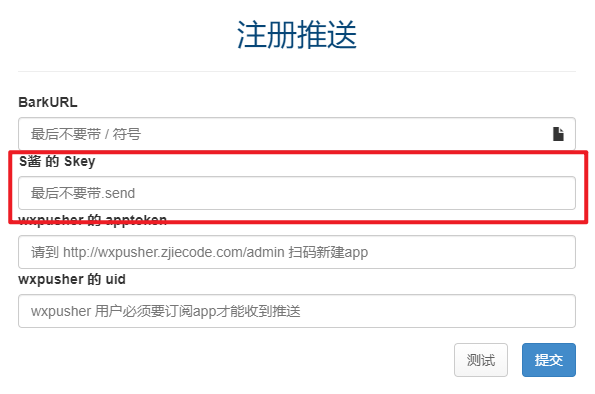 注册推送
BarkURL
最后不要带 / 符号
S酱 的 Skey
最后不要带.send
wxpusher 的 apptoken
请到 http://wxpusher.zjiecode.com/admin 扫码新建app
wxpusher 的 uid
wxpusher 用户必须要订阅app才能收到推送
测试 提交